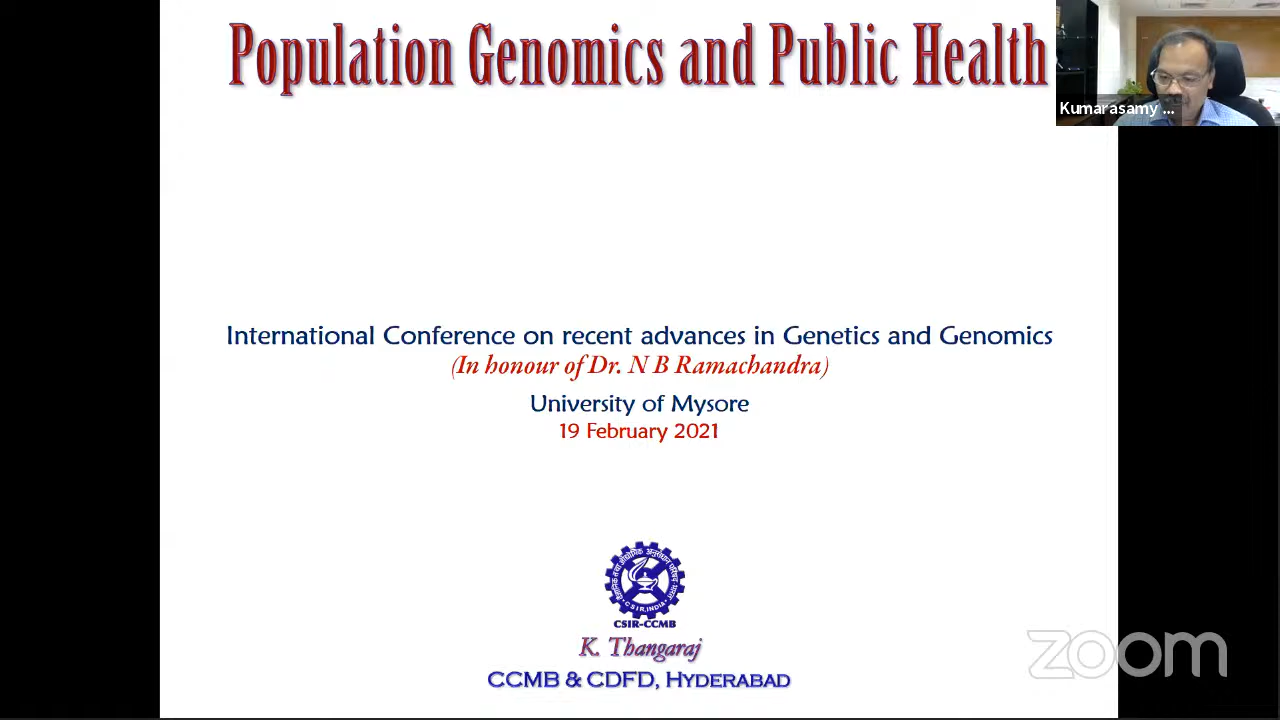 Population Genomics and Public Health
Kumarasamy ...
International Conference on recent advances in Genetics and Genomics
(In honour of Dr. N B Ramachandra)
University of Mysore
19 February 2021
C S I R, INDIA
CSIR-CCMB
K. Thangaraj
CCMB & CDFD, HYDERABAD
zoom